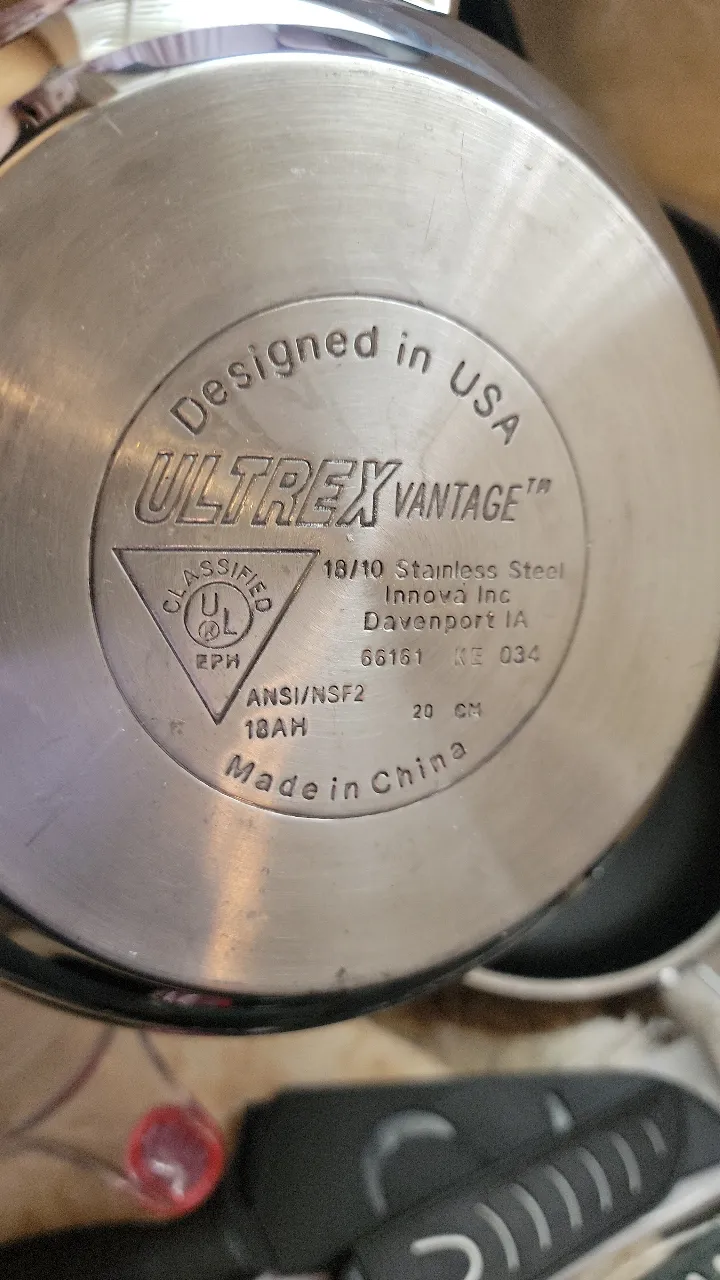 Designed in USA
ULTREX VANTAGE™
CLASSIFIED
UL
EPH
18/10 Stainless Steel
Innova Inc
Davenport IA
66161 KE 034
ANSI/NSF2
18AH
20 CM
Made in China